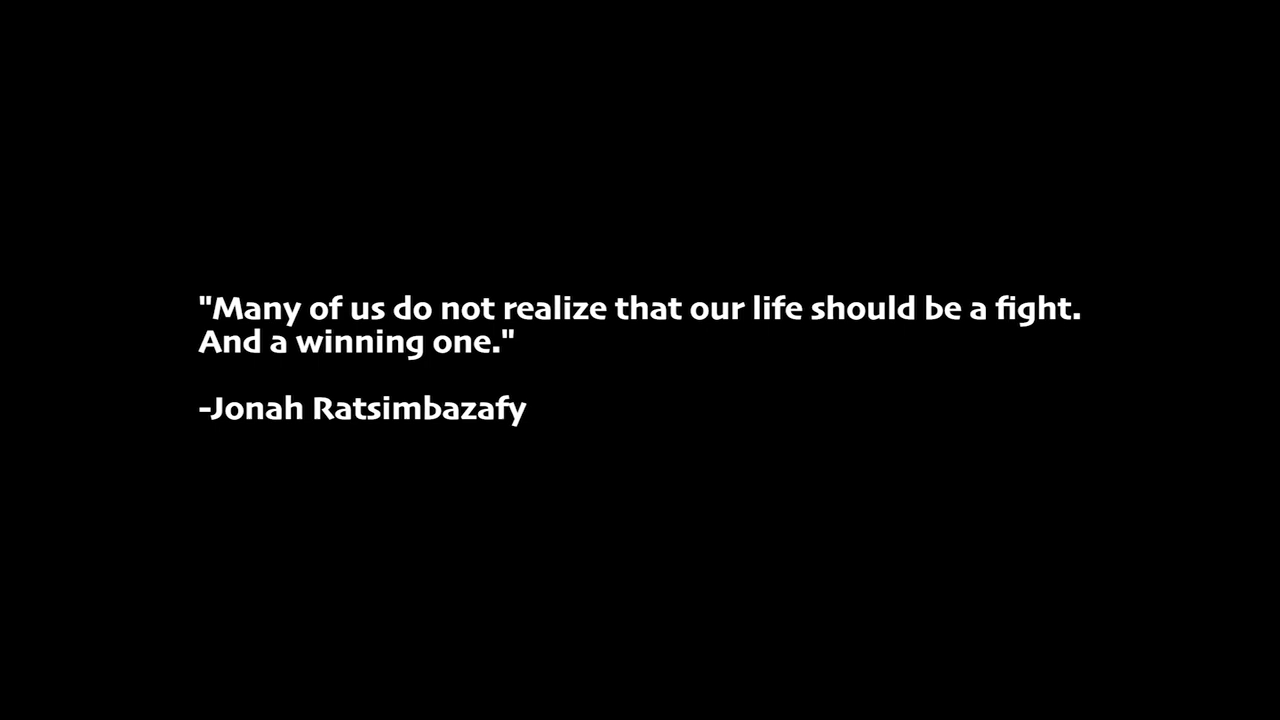 "Many of us do not realize that our life should be a fight.
And a winning one."
-Jonah Ratsimbazafy